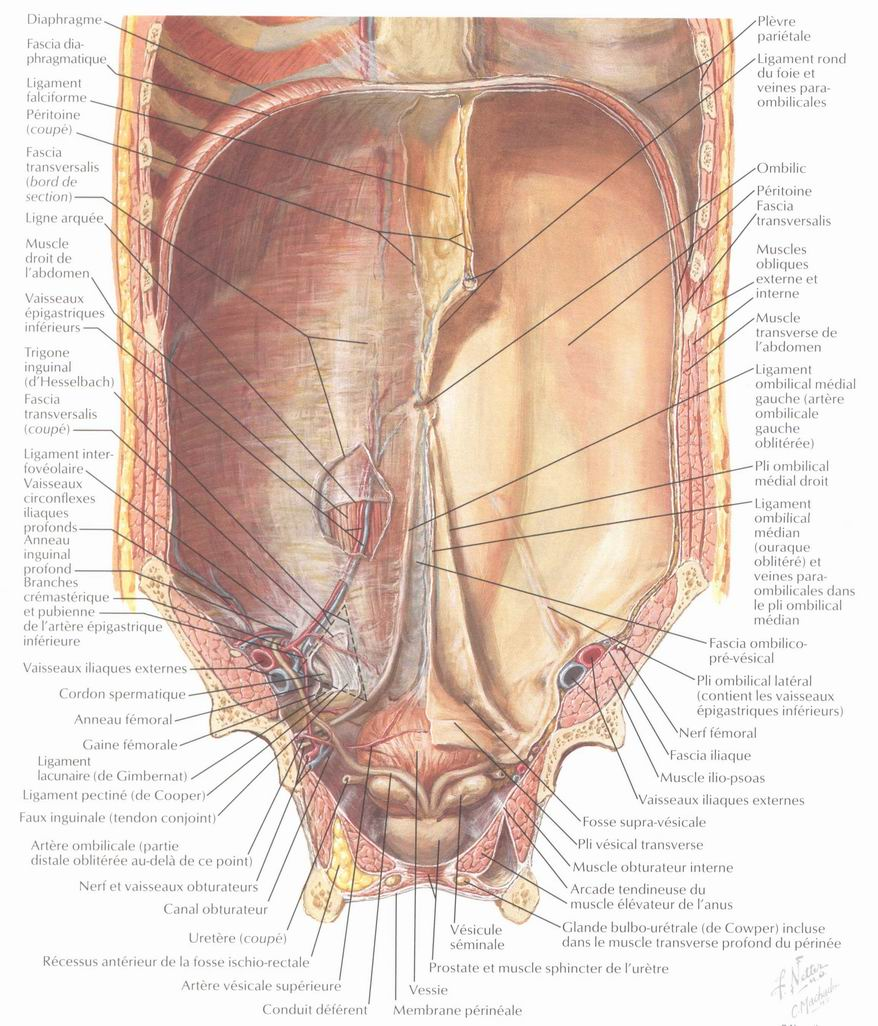 Diaphragme
Fascia dia-
phragmatique
Ligament
falciforme
Péritoine
(coupé)
Fascia
transversalis
(bord de
section)
Ligne arquée
Muscle
droit de
l'abdomen
Vaisseaux
épigastriques
inférieurs
Trigone
inguinal
(d'Hesselbach)
Fascia
transversalis
(coupé)
Ligament inter-
fovéolaire
Vaisseaux
circonflexes
iliaques
profonds
Anneau
inguinal
profond
Branches
crémastérique
et pubienne
de l'artère épigastrique
inférieure
Vaisseaux iliaques externes
Cordon spermatique
Anneau fémoral
Gaine fémorale
Ligament
lacunaire (de Gimbernat)
Ligament pectiné (de Cooper)
Faux inguinale (tendon conjoint)
Artère ombilicale (partie
distale oblitérée au-delà de ce point)
Nerf et vaisseaux obturateurs
Canal obturateur
Uretère (coupé)
Récessus antérieur de la fosse ischio-rectale
Artère vésicale supérieure
Conduit déférent
Plèvre
pariétale
Ligament rond
du foie et
veines para-
ombilicales
Ombilic
Péritoine
Fascia
transversalis
Muscles
obliques
externe et
interne
Muscle
transverse de
l'abdomen
Ligament
ombilical médial
gauche (artère
ombilicale
gauche
oblitérée)
Pli ombilical
médial droit
Ligament
ombilical
médian
(ouraque
oblitéré) et
veines para-
ombilicales dans
le pli ombilical
médian
Fascia ombilico-
pré-vésical
Pli ombilical latéral
(contient les vaisseaux
épigastriques inférieurs)
Nerf fémoral
Fascia iliaque
Muscle ilio-psoas
Vaisseaux iliaques externes
Fosse supra-vésicale
Pli vésical transverse
Muscle obturateur interne
Arcade tendineuse du
muscle élévateur de l'anus
Glande bulbo-urétrale (de Cowper) incluse
dans le muscle transverse profond du périnée
Vésicule
séminale
Prostate et muscle sphincter de l'urètre
Vessie
Membrane périnéale
F. Netter